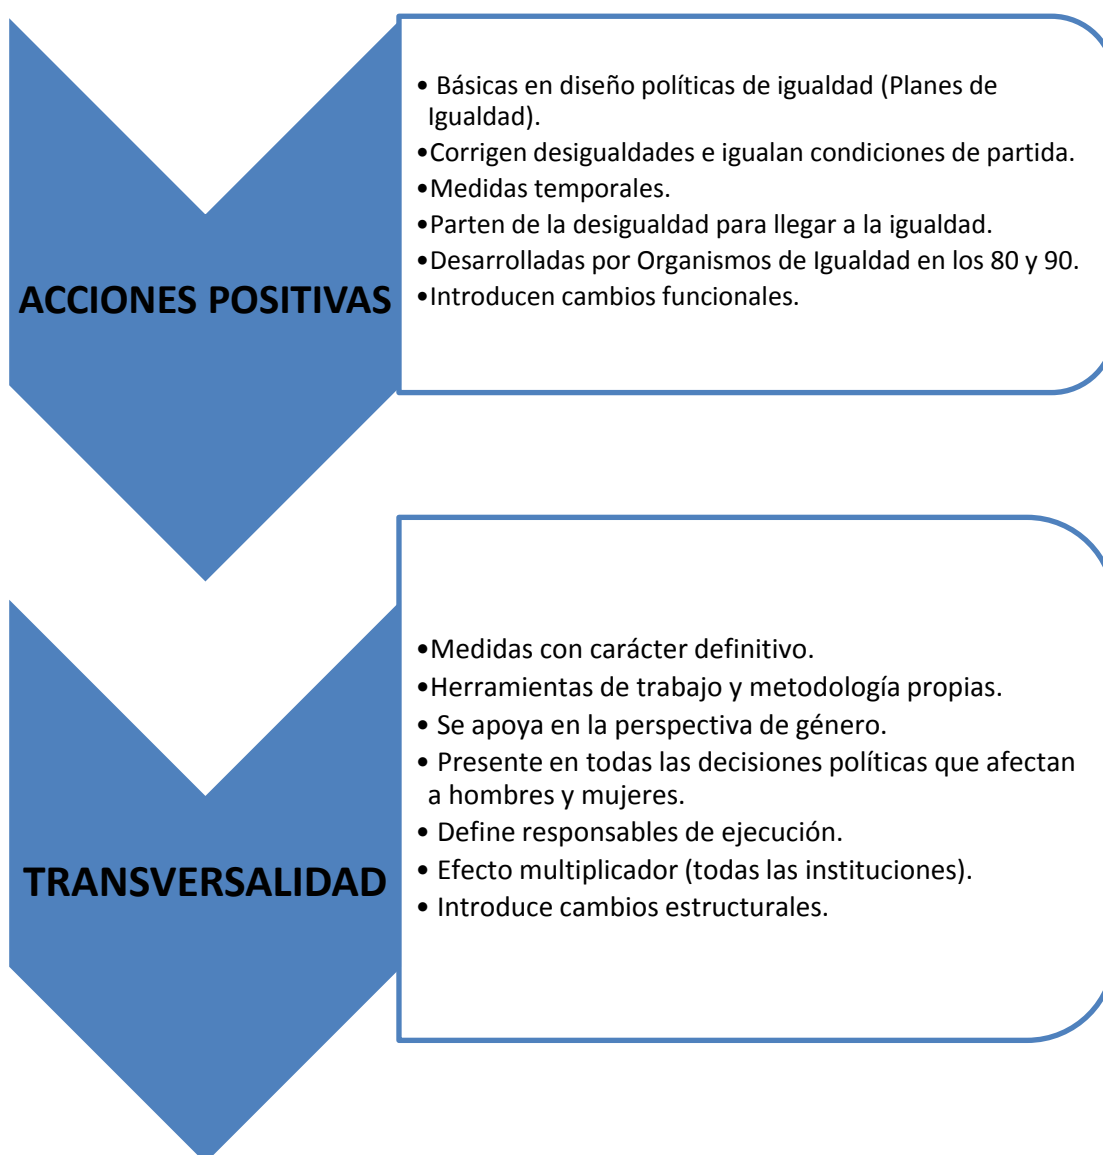 ACCIONES POSITIVAS
• Básicas en diseño políticas de igualdad (Planes de
Igualdad).
•Corrigen desigualdades e igualan condiciones de partida.
•Medidas temporales.
•Parten de la desigualdad para llegar a la igualdad.
•Desarrolladas por Organismos de Igualdad en los 80 y 90.
•Introducen cambios funcionales.
TRANSVERSALIDAD
•Medidas con carácter definitivo.
•Herramientas de trabajo y metodología propias.
• Se apoya en la perspectiva de género.
• Presente en todas las decisiones políticas que afectan
a hombres y mujeres.
• Define responsables de ejecución.
• Efecto multiplicador (todas las instituciones).
• Introduce cambios estructurales.